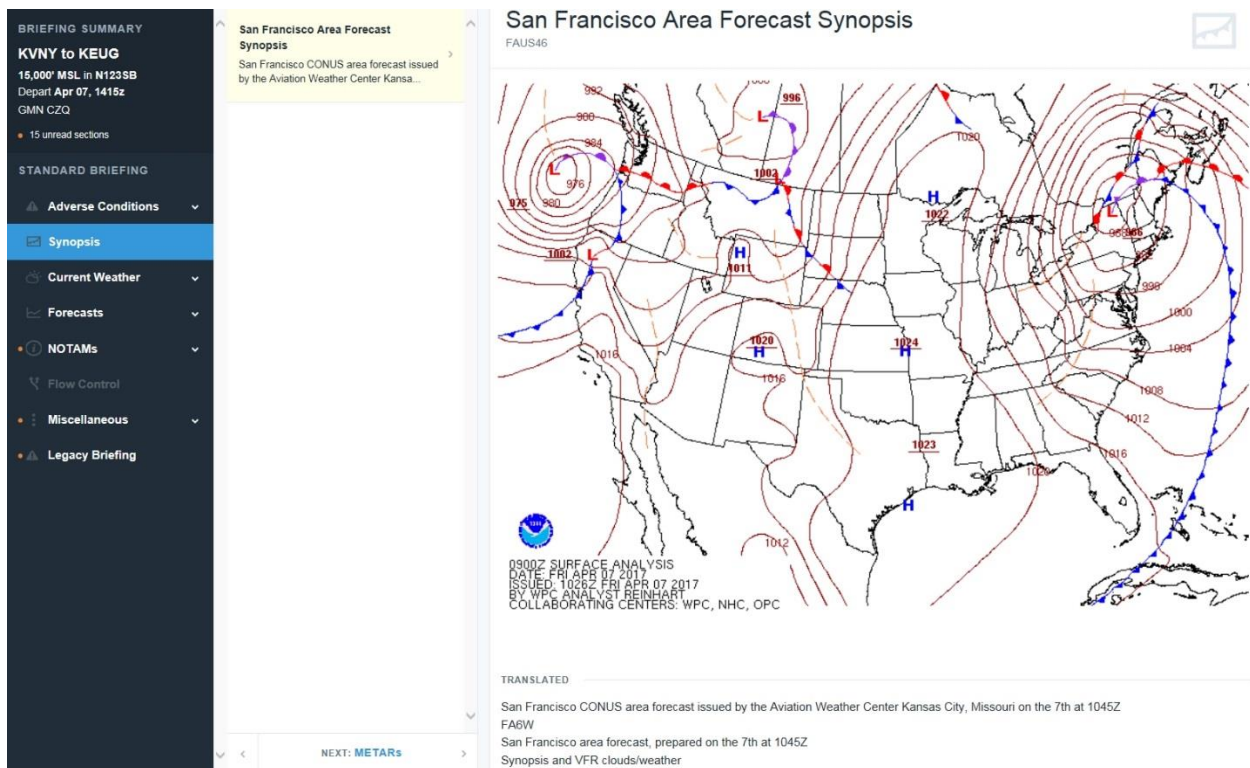 BRIEFING SUMMARY
KVNY to KEUG
15,000' MSL in N123SB
Depart Apr 07, 1415z
GMN CZQ
15 unread sections
STANDARD BRIEFING
Adverse Conditions
Synopsis
Current Weather
Forecasts
NOTAMs
Flow Control
Miscellaneous
Legacy Briefing
San Francisco Area Forecast
Synopsis
San Francisco CONUS area forecast issued
by the Aviation Weather Center Kansa...
NEXT: METARs
San Francisco Area Forecast Synopsis
FAUS46
992
996
900
984
L
L
1020
976
975
980
1002
L
H
1022
L
986
1002
L
H
1011
996
1000
1020
H
1024
H
1004
1016
1016
1008
1012
1023
1016
1020
H
1012
0900Z SURFACE ANALYSIS
DATE: FRI APR 07 2017
ISSUED: 1026Z FRI APR 07 2017
BY WPC ANALYST REINHART
COLLABORATING CENTERS: WPC, NHC, OPC
TRANSLATED
San Francisco CONUS area forecast issued by the Aviation Weather Center Kansas City, Missouri on the 7th at 1045Z
FA6W
San Francisco area forecast, prepared on the 7th at 1045Z
Synopsis and VFR clouds/weather